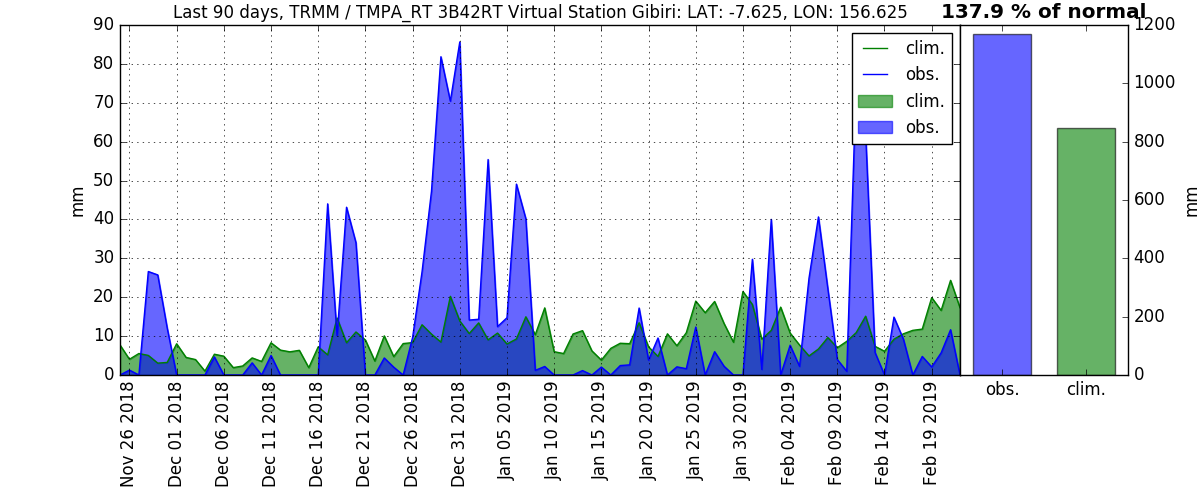 Last 90 days, TRMM / TMPA_RT 3B42RT Virtual Station Gibiri: LAT: -7.625, LON: 156.625
137.9 % of normal
mm
90
80
70
60
50
40
30
20
10
0
clim.
obs.
clim.
obs.
Nov 26 2018
Dec 01 2018
Dec 06 2018
Dec 11 2018
Dec 16 2018
Dec 21 2018
Dec 26 2018
Dec 31 2018
Jan 05 2019
Jan 10 2019
Jan 15 2019
Jan 20 2019
Jan 25 2019
Jan 30 2019
Feb 04 2019
Feb 09 2019
Feb 14 2019
Feb 19 2019
obs.
clim.
1200
1000
800
600
400
200
0
mm